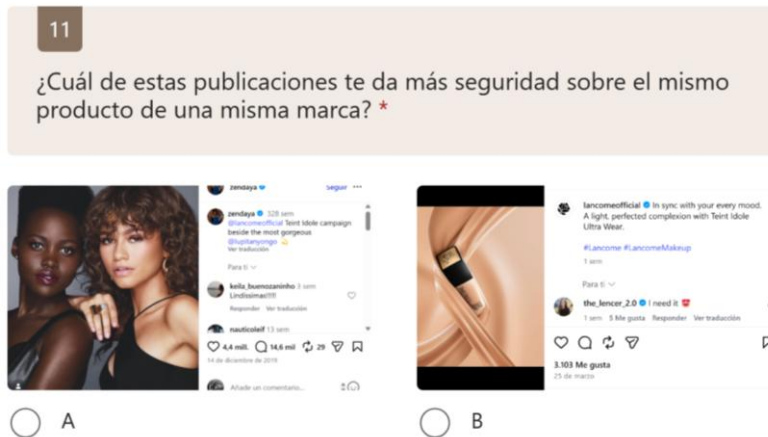 11
¿Cuál de estas publicaciones te da más seguridad sobre el mismo
producto de una misma marca? *
zendaya Seguir ...
zendaya 328 sem
@lancomeofficial Teint Idole campaign
beside the most gorgeous
@lupitanyongo
Ver traducción
Para ti
keila_buenozaninho 3 sem
Lindissimas!!!!!
Responder Ver traducción
nauticoleif 13 sem
4,4 mill. 14,6 mil 29
14 de diciembre de 2019
Añade un comentario...
A
lancomeofficial In sync with your every mood.
A light, perfected complexion with Teint Idole
Ultra Wear.
#Lancome #LancomeMakeup
1 sem
Para ti
the_lencer_2.0 I need it
1 sem 5 Me gusta Responder Ver traducción
3.103 Me gusta
25 de marzo
B